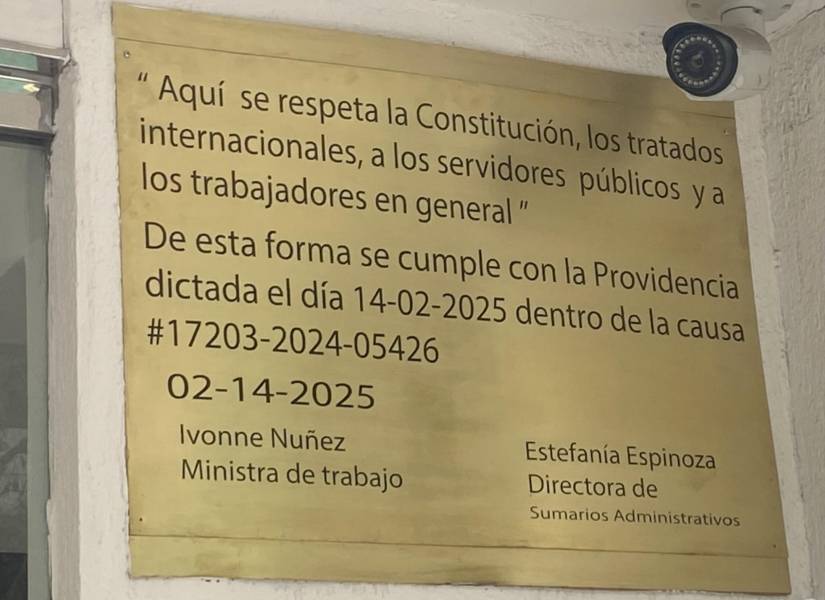 “ Aquí se respeta la Constitución, los tratados
internacionales, a los servidores públicos y a
los trabajadores en general ”
De esta forma se cumple con la Providencia
dictada el día 14-02-2025 dentro de la causa
#17203-2024-05426
02-14-2025
Ivonne Nuñez
Ministra de trabajo
Estefanía Espinoza
Directora de
Sumarios Administrativos